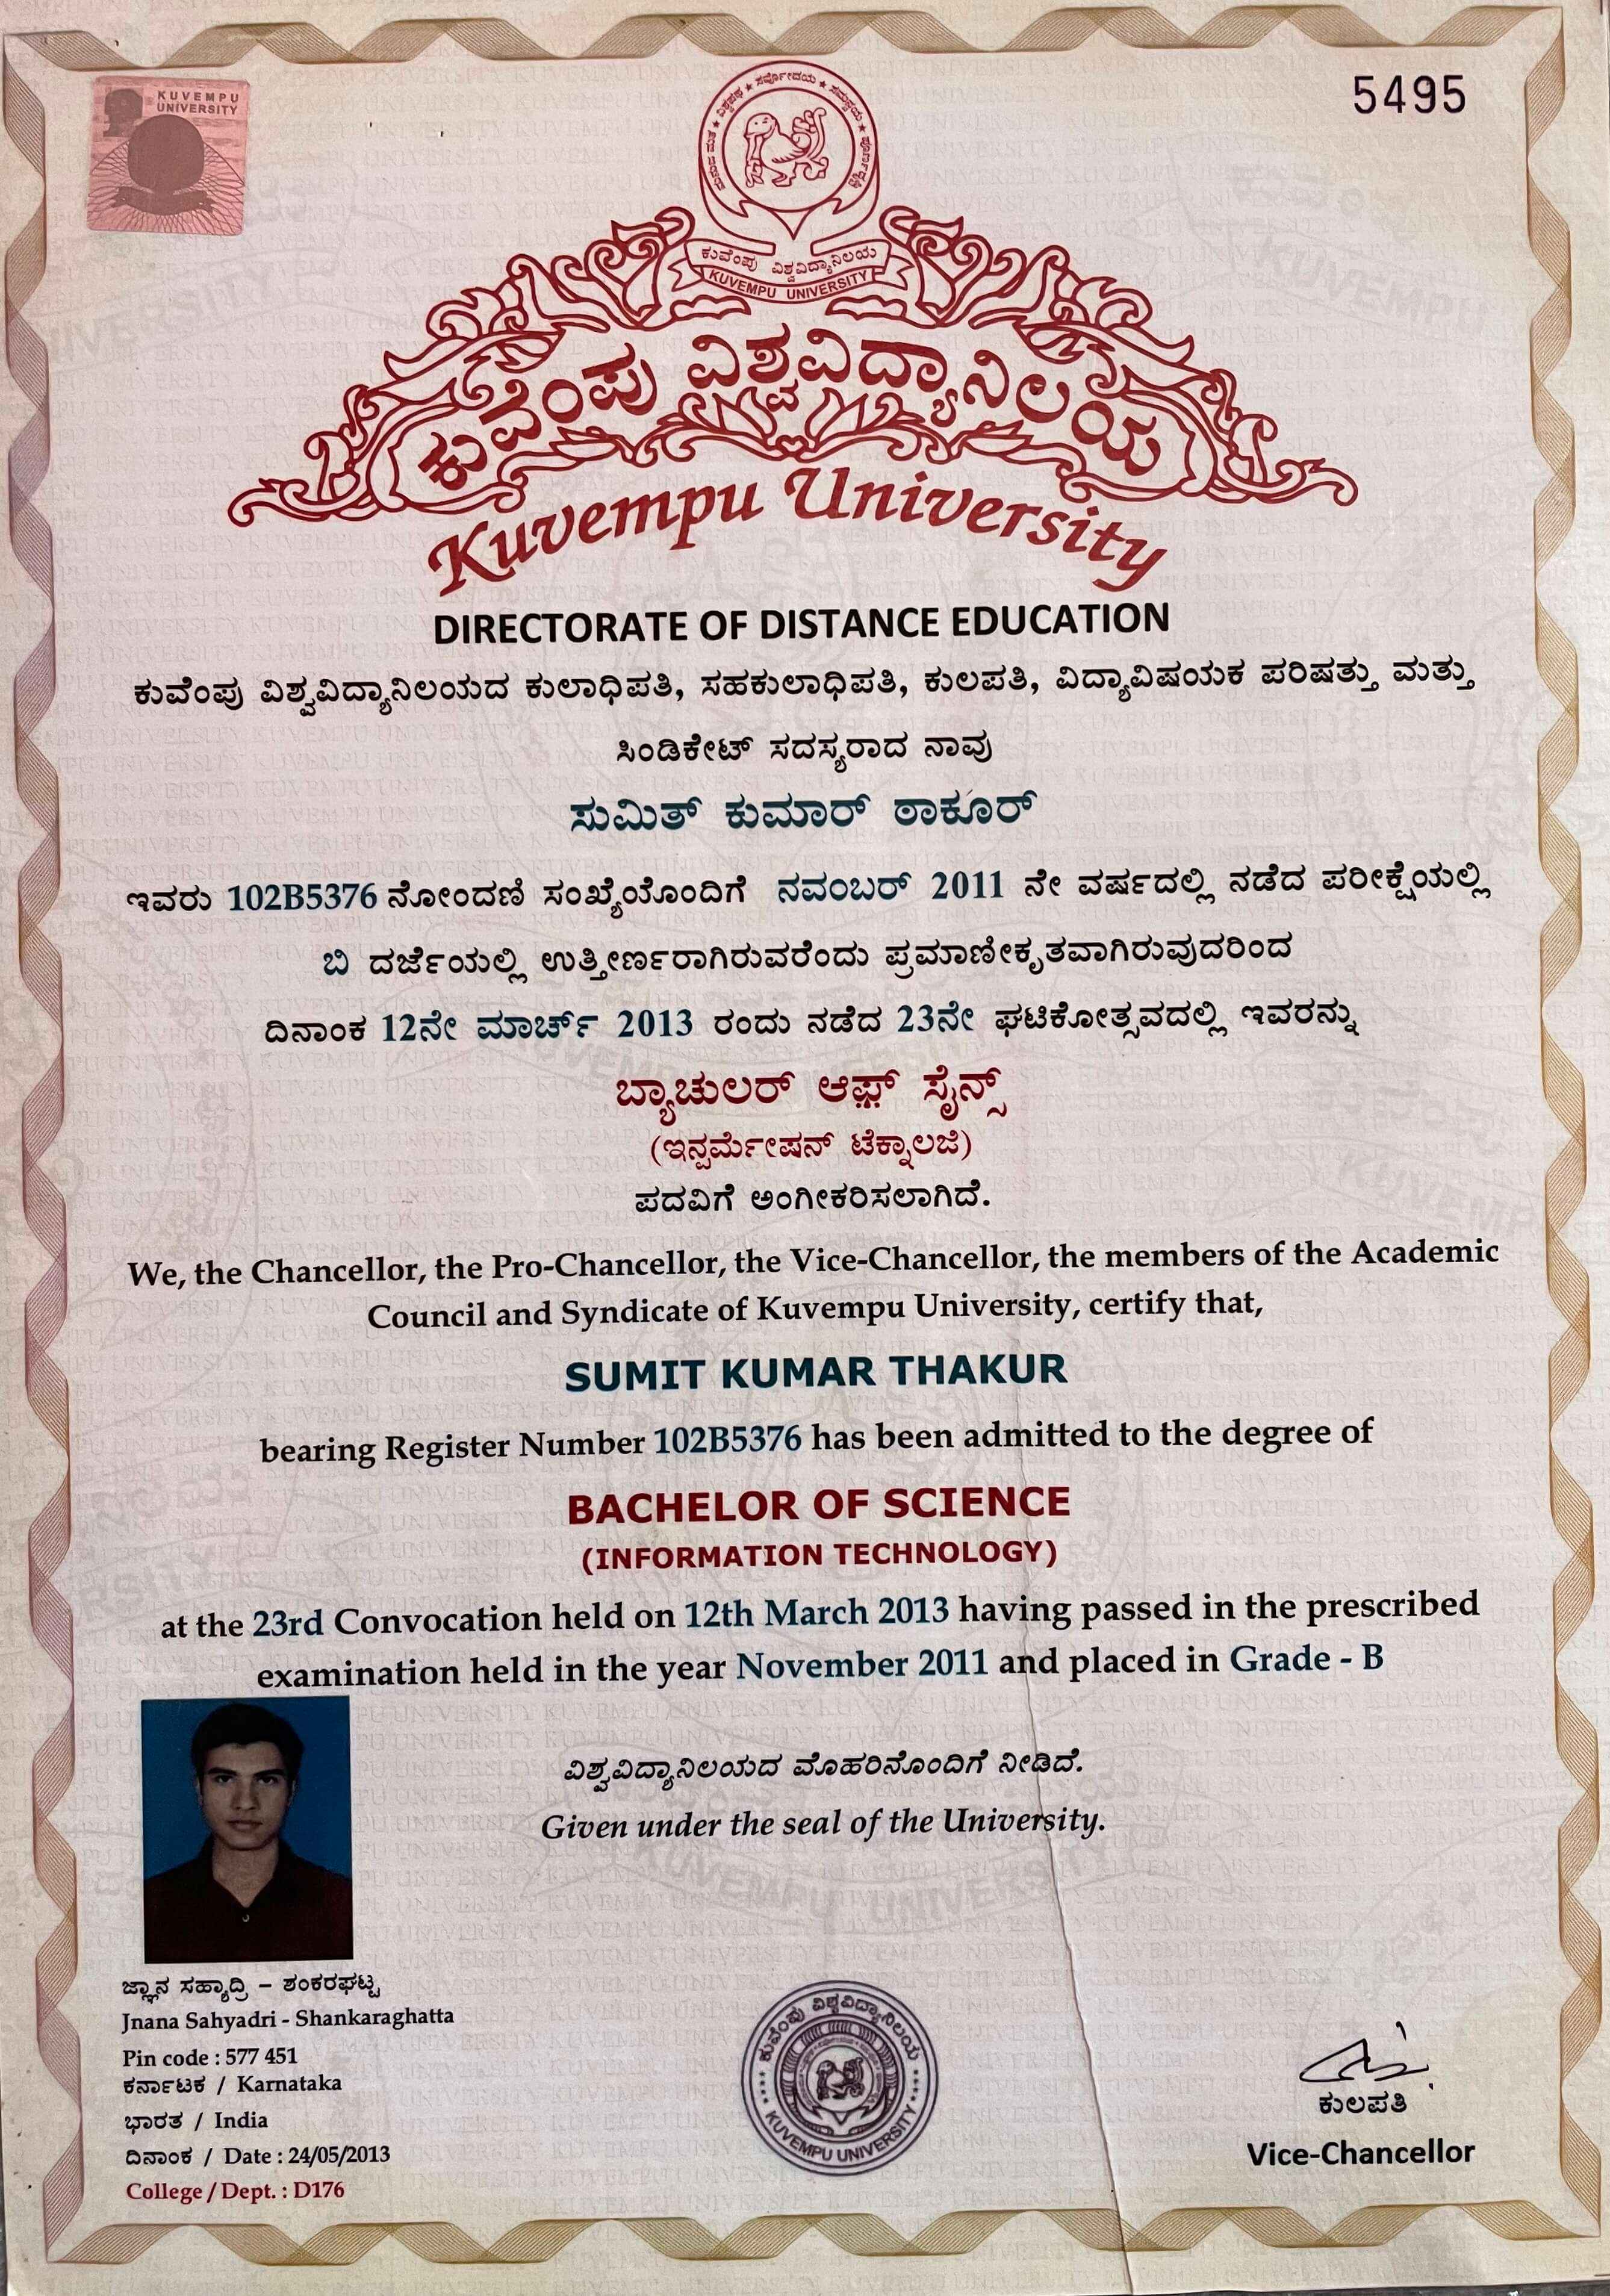 KUVEMPU
UNIVERSITY
5495
ಕುವೆಂಪು ವಿಶ್ವವಿದ್ಯಾನಿಲಯ
KUVEMPU UNIVERSITY
ಕುವೆಂಪು ವಿಶ್ವವಿದ್ಯಾನಿಲಯ
Kuvempu University
DIRECTORATE OF DISTANCE EDUCATION
ಕುವೆಂಪು ವಿಶ್ವವಿದ್ಯಾನಿಲಯದ ಕುಲಾಧಿಪತಿ, ಸಹಕುಲಾಧಿಪತಿ, ಕುಲಪತಿ, ವಿದ್ಯಾವಿಷಯಕ ಪರಿಷತ್ತು ಮತ್ತು
ಸಿಂಡಿಕೇಟ್ ಸದಸ್ಯರಾದ ನಾವು
ಸುಮಿತ್ ಕುಮಾರ್ ಠಾಕೂರ್
ಇವರು 102B5376 ನೋಂದಣಿ ಸಂಖ್ಯೆಯೊಂದಿಗೆ ನವಂಬರ್ 2011 ನೇ ವರ್ಷದಲ್ಲಿ ನಡೆದ ಪರೀಕ್ಷೆಯಲ್ಲಿ
ಬಿ ದರ್ಜೆಯಲ್ಲಿ ಉತ್ತೀರ್ಣರಾಗಿರುವರೆಂದು ಪ್ರಮಾಣೀಕೃತವಾಗಿರುವುದರಿಂದ
ದಿನಾಂಕ 12ನೇ ಮಾರ್ಚ್ 2013 ರಂದು ನಡೆದ 23ನೇ ಘಟಿಕೋತ್ಸವದಲ್ಲಿ ಇವರನ್ನು
ಬ್ಯಾಚುಲರ್ ಆಫ್ ಸೈನ್ಸ್
(ಇನ್ಫರ್ಮೇಷನ್ ಟೆಕ್ನಾಲಜಿ)
ಪದವಿಗೆ ಅಂಗೀಕರಿಸಲಾಗಿದೆ.
We, the Chancellor, the Pro-Chancellor, the Vice-Chancellor, the members of the Academic
Council and Syndicate of Kuvempu University, certify that,
SUMIT KUMAR THAKUR
bearing Register Number 102B5376 has been admitted to the degree of
BACHELOR OF SCIENCE
(INFORMATION TECHNOLOGY)
at the 23rd Convocation held on 12th March 2013 having passed in the prescribed
examination held in the year November 2011 and placed in Grade - B
ವಿಶ್ವವಿದ್ಯಾನಿಲಯದ ಮೊಹರಿನೊಂದಿಗೆ ನೀಡಿದೆ.
Given under the seal of the University.
ಜ್ಞಾನ ಸಹ್ಯಾದ್ರಿ – ಶಂಕರಘಟ್ಟ
Jnana Sahyadri - Shankaraghatta
Pin code : 577 451
ಕರ್ನಾಟಕ / Karnataka
ಭಾರತ / India
ದಿನಾಂಕ / Date : 24/05/2013
College / Dept. : D176
ಕುವೆಂಪು ವಿಶ್ವವಿದ್ಯಾನಿಲಯ
KUVEMPU UNIVERSITY
ಕುಲಪತಿ
Vice-Chancellor